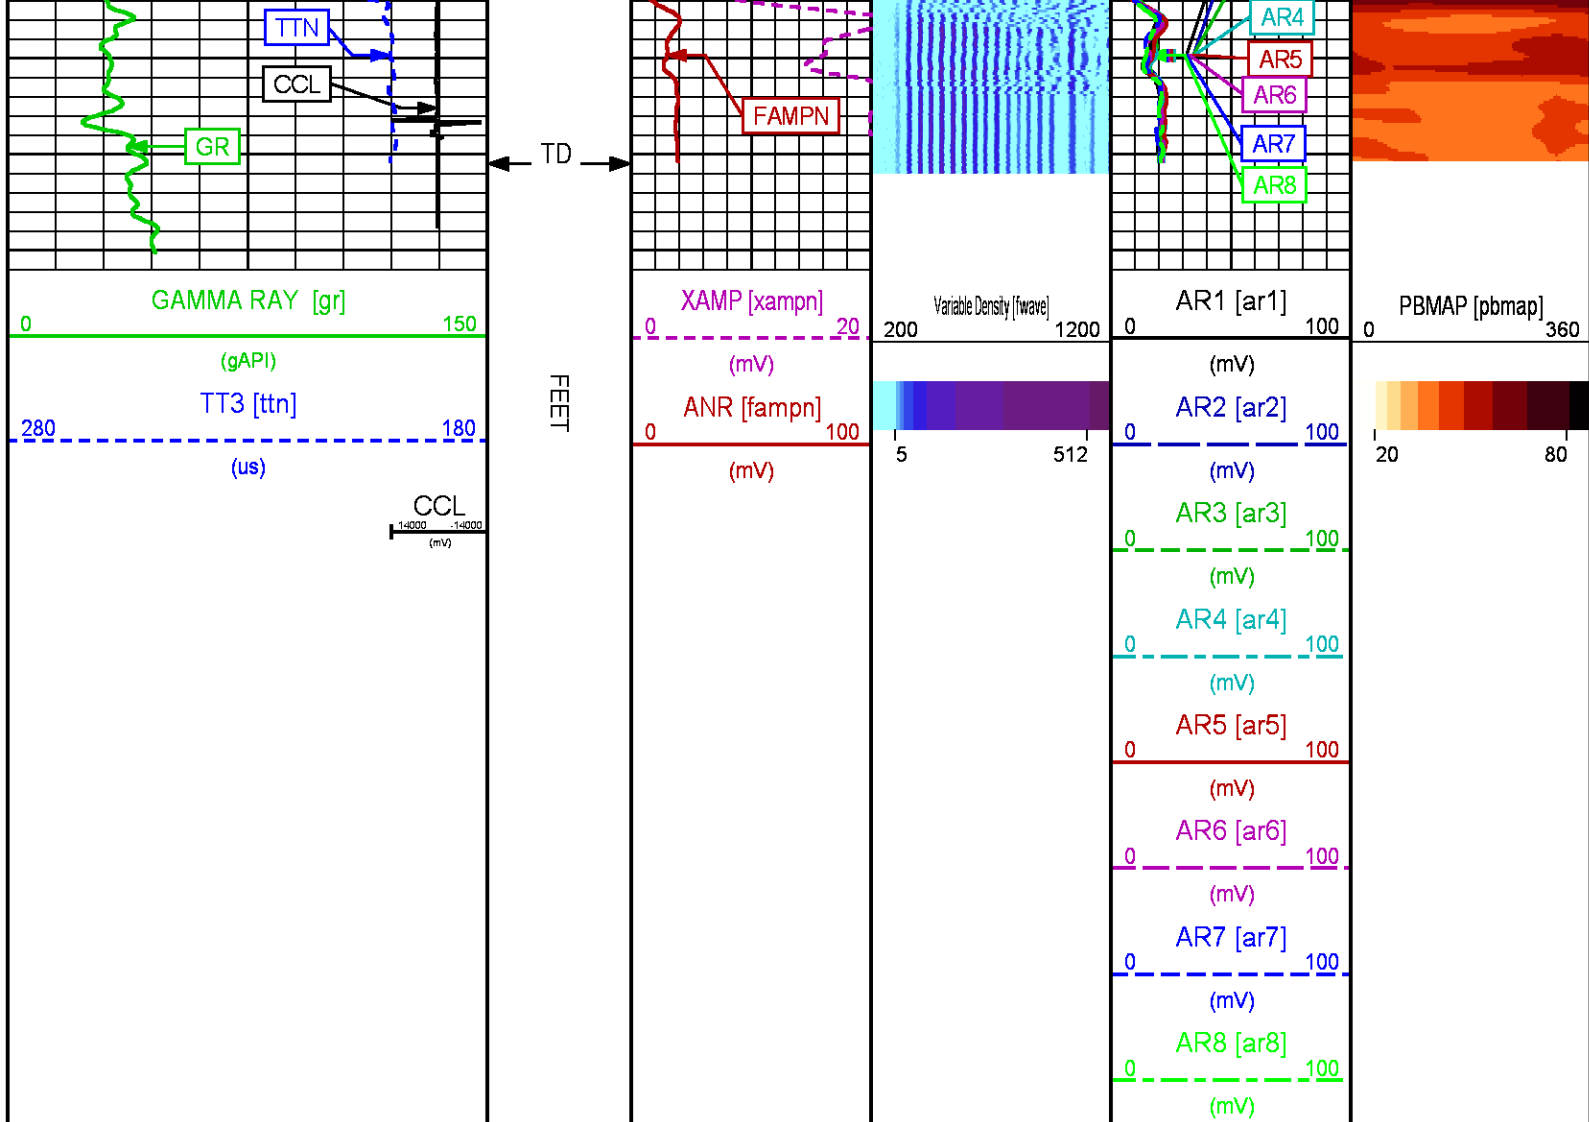 TTN
CCL
GR
TD
FAMPN
AR4
AR5
AR6
AR7
AR8
GAMMA RAY [gr]
0 150
(gAPI)
TT3 [ttn]
280 180
(us)
CCL
14000 -14000
(mV)
FEET
XAMP [xampn]
0 20
(mV)
ANR [fampn]
0 100
(mV)
Variable Density [fwave]
200 1200
5 512
AR1 [ar1]
0 100
(mV)
AR2 [ar2]
0 100
(mV)
AR3 [ar3]
0 100
(mV)
AR4 [ar4]
0 100
(mV)
AR5 [ar5]
0 100
(mV)
AR6 [ar6]
0 100
(mV)
AR7 [ar7]
0 100
(mV)
AR8 [ar8]
0 100
(mV)
PBMAP [pbmap]
0 360
20 80